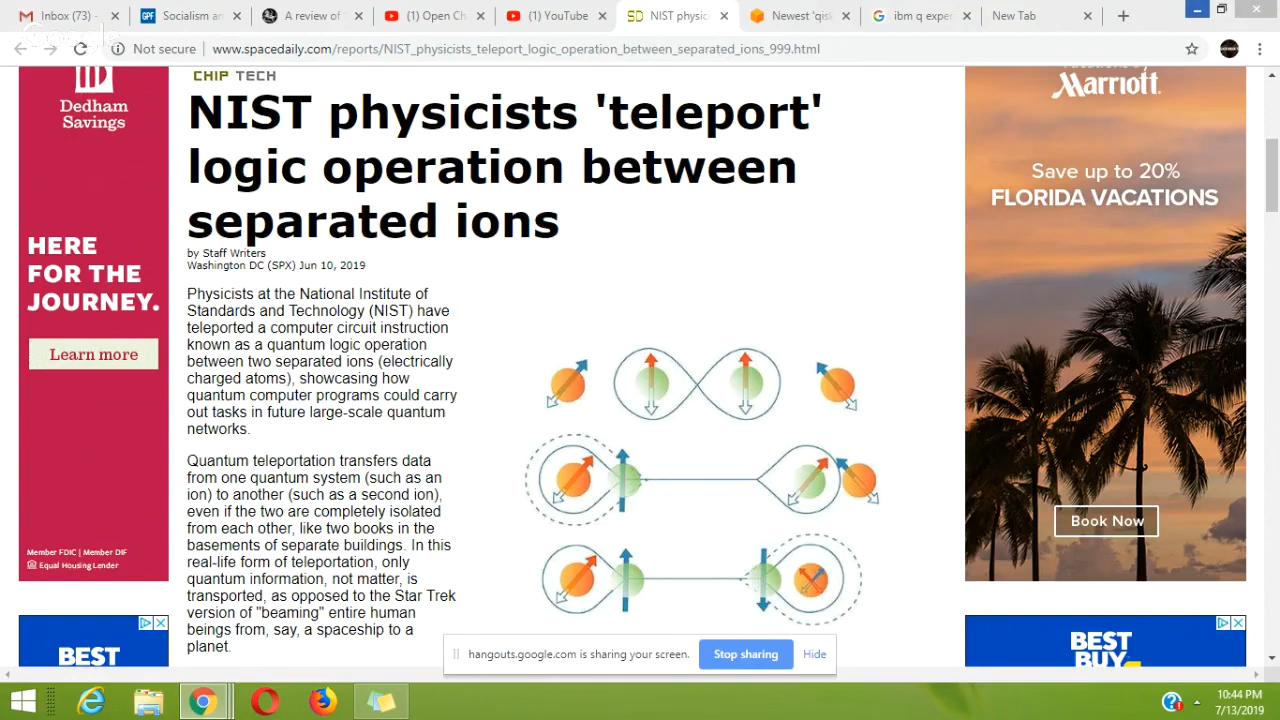 Inbox (73)
Socialism a
A review of
(1) Open C
(1) YouTube
NIST physic
Newest 'qis
ibm q exper
New Tab
Not secure
www.spacedaily.com/reports/NIST_physicists_teleport_logic_operation_between_separated_ions_999.html
CHIP TECH
NIST physicists 'teleport'
logic operation between
separated ions
by Staff Writers
Washington DC (SPX) Jun 10, 2019
Physicists at the National Institute of
Standards and Technology (NIST) have
teleported a computer circuit instruction
known as a quantum logic operation
between two separated ions (electrically
charged atoms), showcasing how
quantum computer programs could carry
out tasks in future large-scale quantum
networks.
Quantum teleportation transfers data
from one quantum system (such as an
ion) to another (such as a second ion),
even if the two are completely isolated
from each other, like two books in the
basements of separate buildings. In this
real-life form of teleportation, only
quantum information, not matter, is
transported, as opposed to the Star Trek
version of "beaming" entire human
beings from, say, a spaceship to a
planet.
Dedham
Savings
HERE
FOR THE
JOURNEY.
Learn more
Member FDIC | Member DIF
Equal Housing Lender
BEST
Marriott
Save up to 20%
FLORIDA VACATIONS
Book Now
BEST
BUY
hangouts.google.com is sharing your screen.
Stop sharing
Hide
10:44 PM
7/13/2019